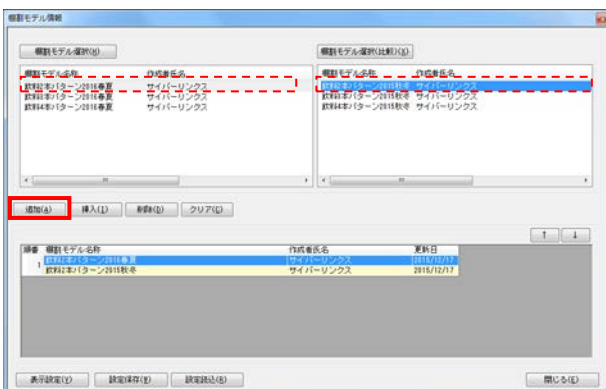 棚割モデル情報
棚割モデル選択(M) 棚割モデル選択(比較)(X)
棚割モデル名称 作成者氏名
飲料2本パターン2016春夏 サイバーリンクス
飲料3本パターン2016春夏 サイバーリンクス
飲料4本パターン2016春夏 サイバーリンクス
棚割モデル名称 作成者氏名
飲料2本パターン2015秋冬 サイバーリンクス
飲料3本パターン2015秋冬 サイバーリンクス
飲料4本パターン2015秋冬 サイバーリンクス
追加(A) 挿入(I) 削除(D) クリア(C)
↑ ↓
順番 棚割モデル名称 作成者氏名 更新日
1 飲料2本パターン2016春夏 サイバーリンクス 2015/12/17
飲料2本パターン2015秋冬 サイバーリンクス 2015/12/17
表示設定(Y) 設定保存 設定読込(R) 閉じる(E)